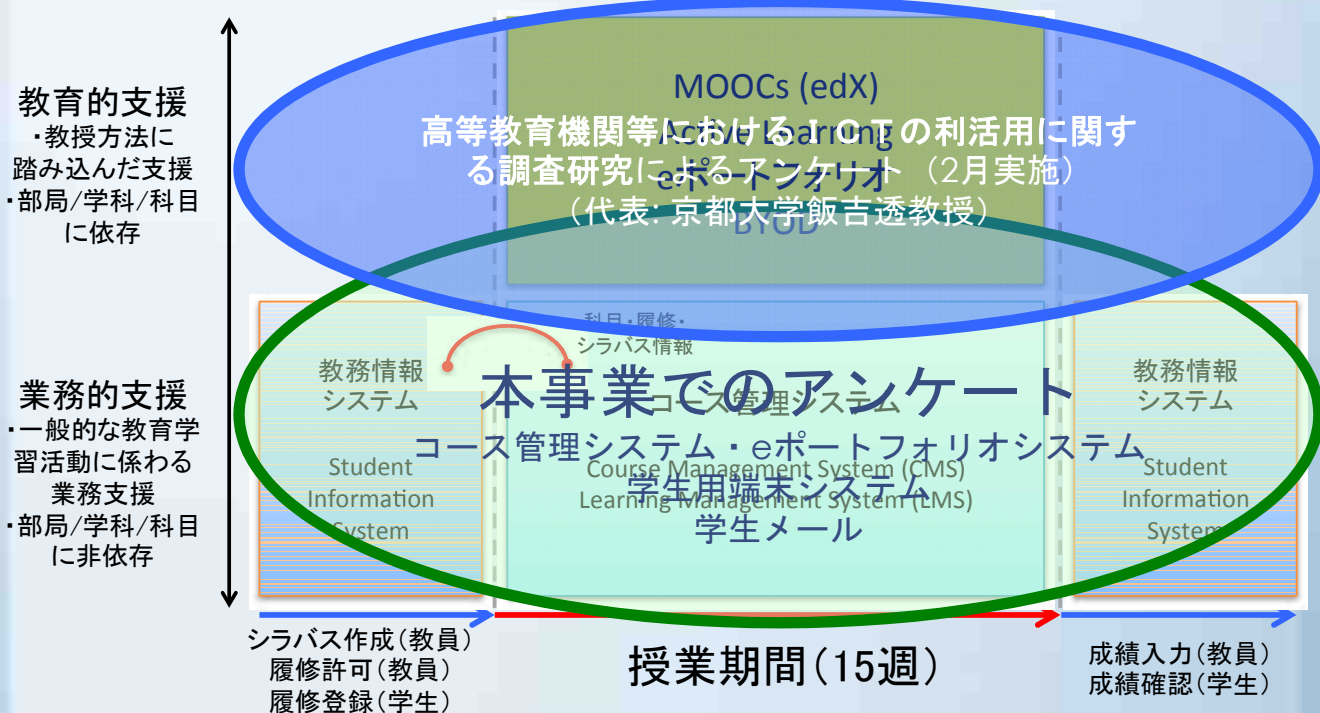 教育的支援
・教授方法に
踏み込んだ支援
・部局/学科/科目
に依存
業務的支援
・一般的な教育学
習活動に係わる
業務支援
・部局/学科/科目
に非依存
MOOCs (edX)
Active Learning
eポートフォリオ
BYOD
高等教育機関等におけるＩＣＴの利活用に関す
る調査研究によるアンケート（2月実施）
（代表: 京都大学飯吉透教授）
教務情報
システム
Student
Information
System
科目・履修・
シラバス情報
コース管理システム
Course Management System (CMS)
Learning Management System (LMS)
本事業でのアンケート
コース管理システム・eポートフォリオシステム
学生用端末システム
学生メール
教務情報
システム
Student
Information
System
シラバス作成(教員)
履修許可(教員)
履修登録(学生)
授業期間(15週)
成績入力(教員)
成績確認(学生)